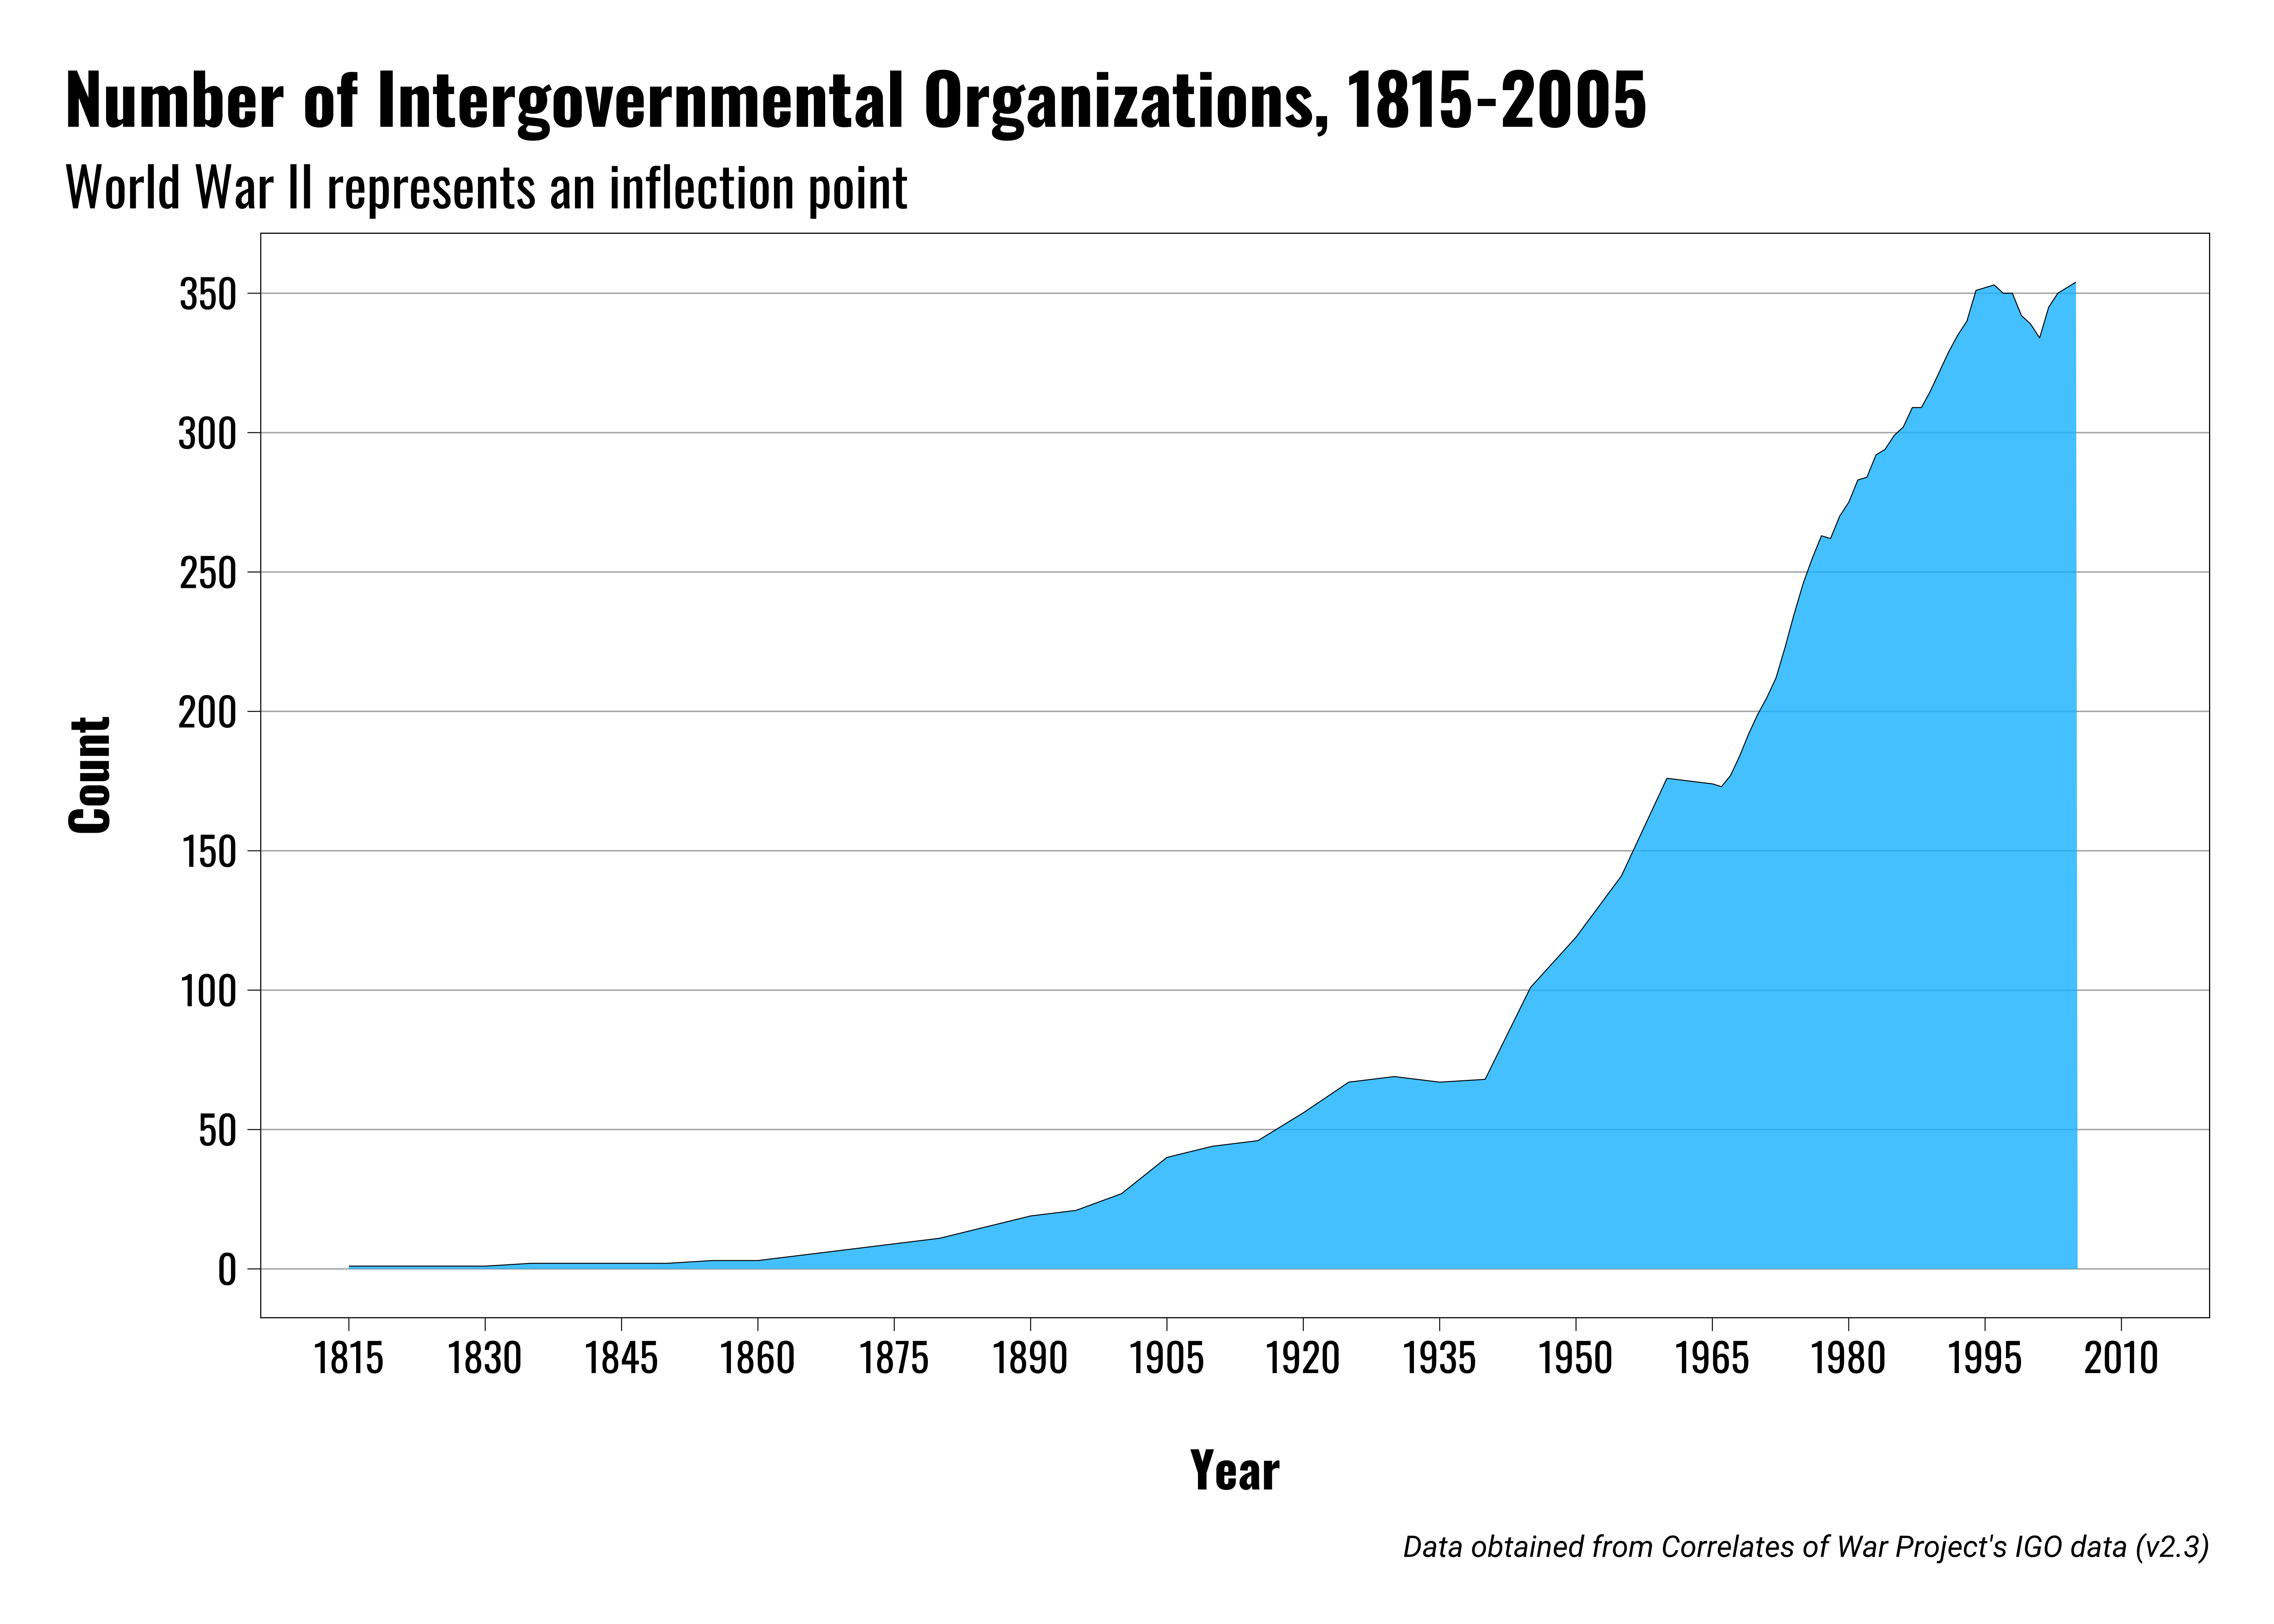 Number of Intergovernmental Organizations, 1815-2005
World War II represents an inflection point
350
300
250
200
150
100
50
0
Count
1815 1830 1845 1860 1875 1890 1905 1920 1935 1950 1965 1980 1995 2010
Year
Data obtained from Correlates of War Project's IGO data (v2.3)